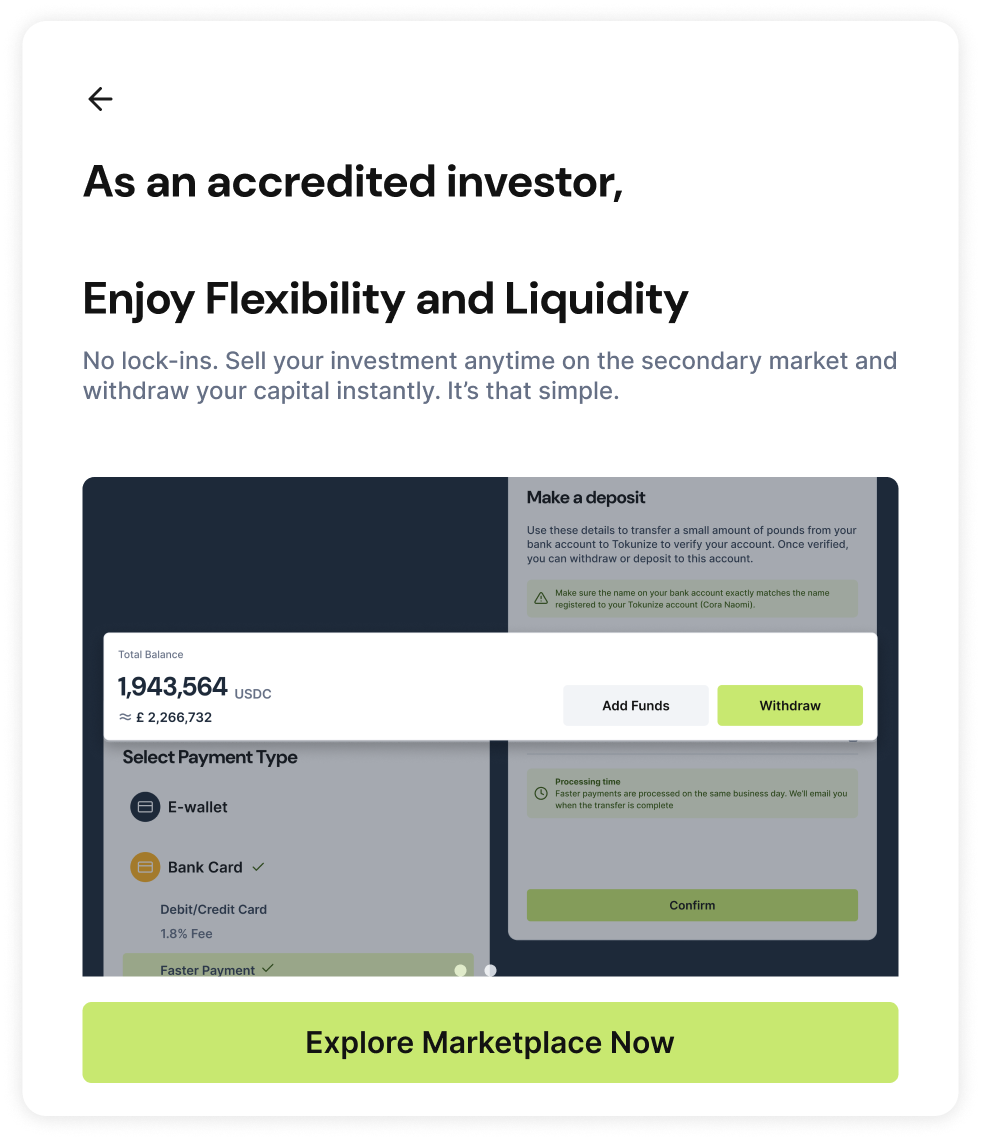 As an accredited investor,
Enjoy Flexibility and Liquidity
No lock-ins. Sell your investment anytime on the secondary market and
withdraw your capital instantly. It’s that simple.
Make a deposit
Use these details to transfer a small amount of pounds from your
bank account to Tokunize to verify your account. Once verified,
you can withdraw or deposit to this account.
Make sure the name on your bank account exactly matches the name
registered to your Tokunize account (Cora Naomi).
Total Balance
1,943,564 USDC
≈ £ 2,266,732
Add Funds
Withdraw
Select Payment Type
E-wallet
Bank Card
Debit/Credit Card
1.8% Fee
Faster Payment
Processing time
Faster payments are processed on the same business day. We'll email you
when the transfer is complete
Confirm
Explore Marketplace Now